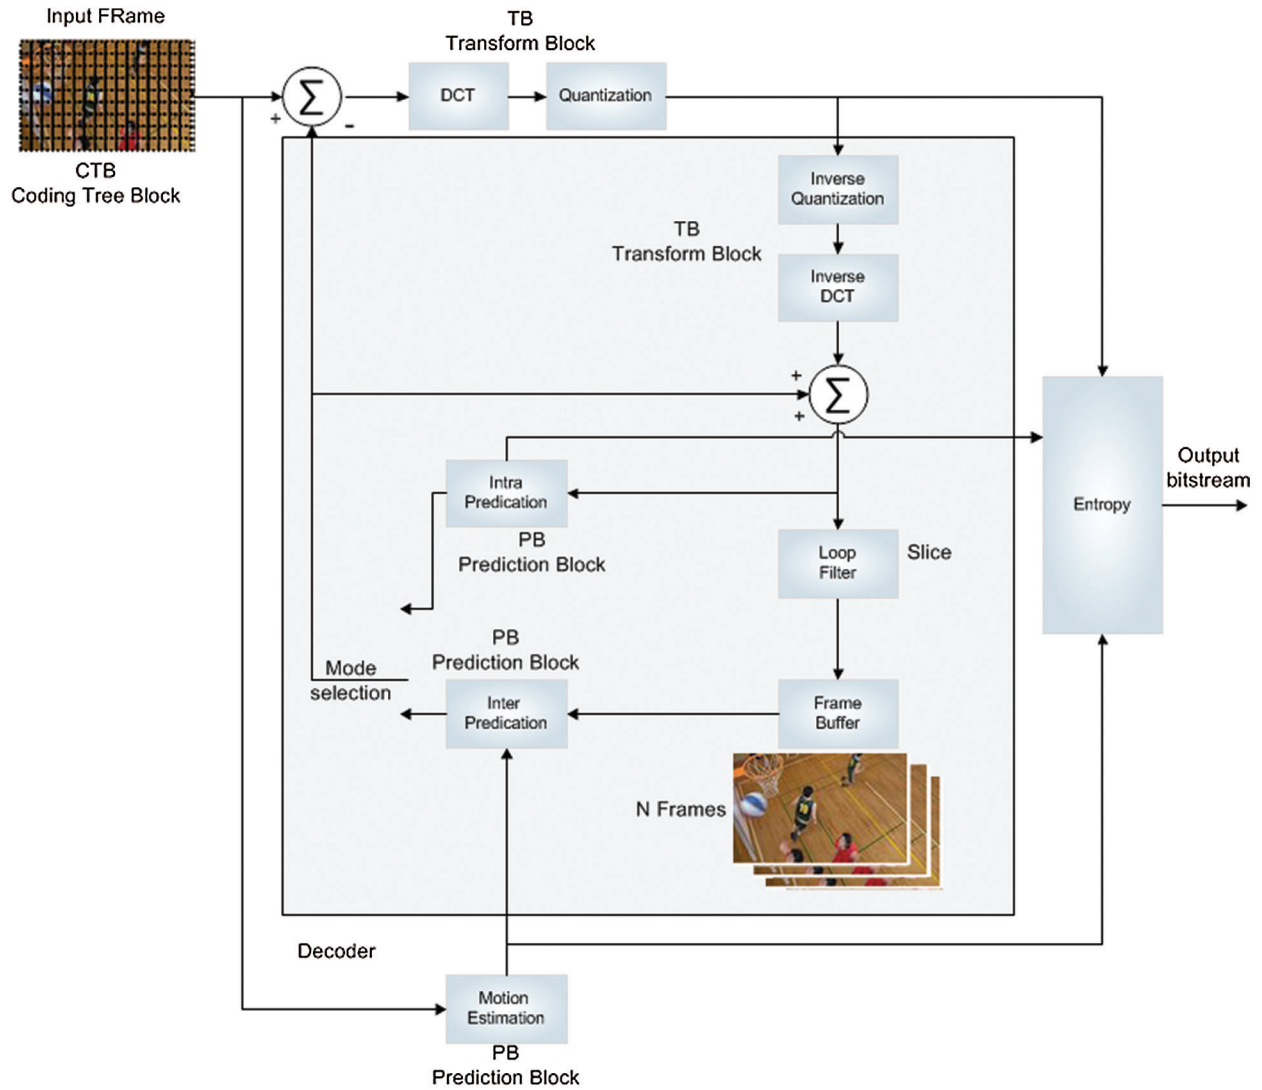 Input FRame
TB
Transform Block
DCT
Quantization
Σ
+
-
CTB
Coding Tree Block
Inverse
Quantization
TB
Transform Block
Inverse
DCT
+
Σ
+
Intra
Predication
PB
Prediction Block
Loop
Filter
Slice
Entropy
Output
bitstream
PB
Prediction Block
Mode
selection
Inter
Predication
Frame
Buffer
N Frames
Decoder
Motion
Estimation
PB
Prediction Block